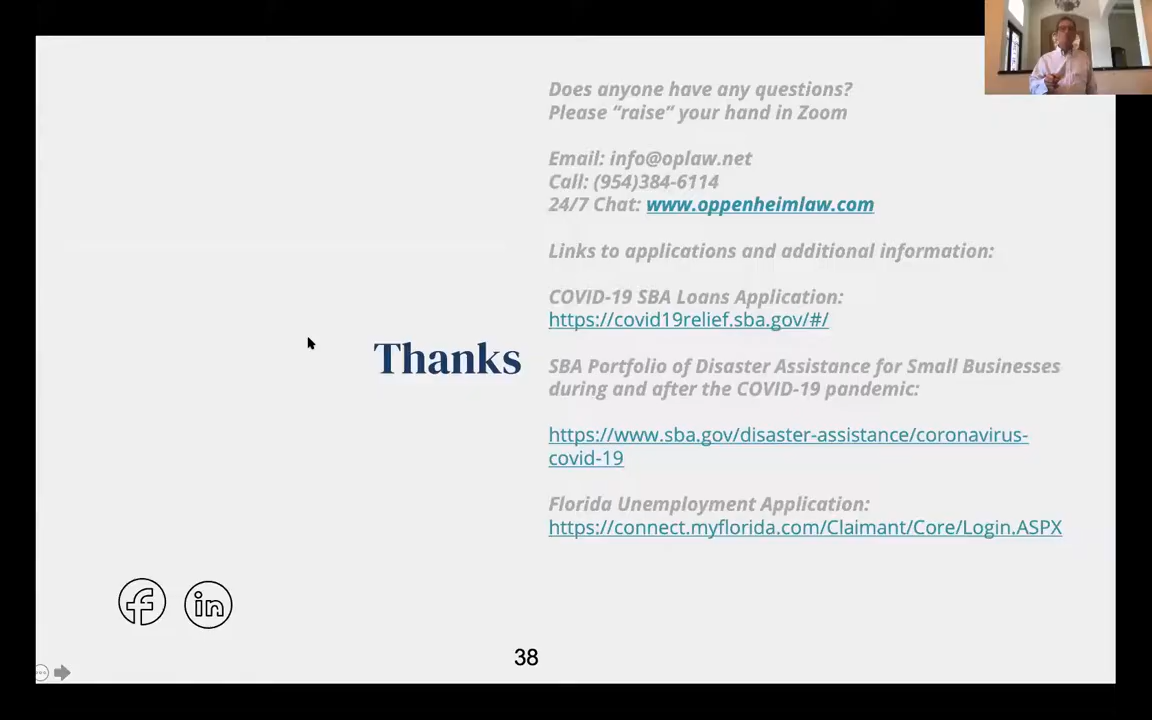 Does anyone have any questions?
Please "raise" your hand in Zoom
Email: info@oplaw.net
Call: (954)384-6114
24/7 Chat: www.oppenheimlaw.com
Links to applications and additional information:
COVID-19 SBA Loans Application:
https://covid19relief.sba.gov/#/
Thanks
SBA Portfolio of Disaster Assistance for Small Businesses
during and after the COVID-19 pandemic:
https://www.sba.gov/disaster-assistance/coronavirus-
covid-19
Florida Unemployment Application:
https://connect.myflorida.com/Claimant/Core/Login.ASPX
f in
38